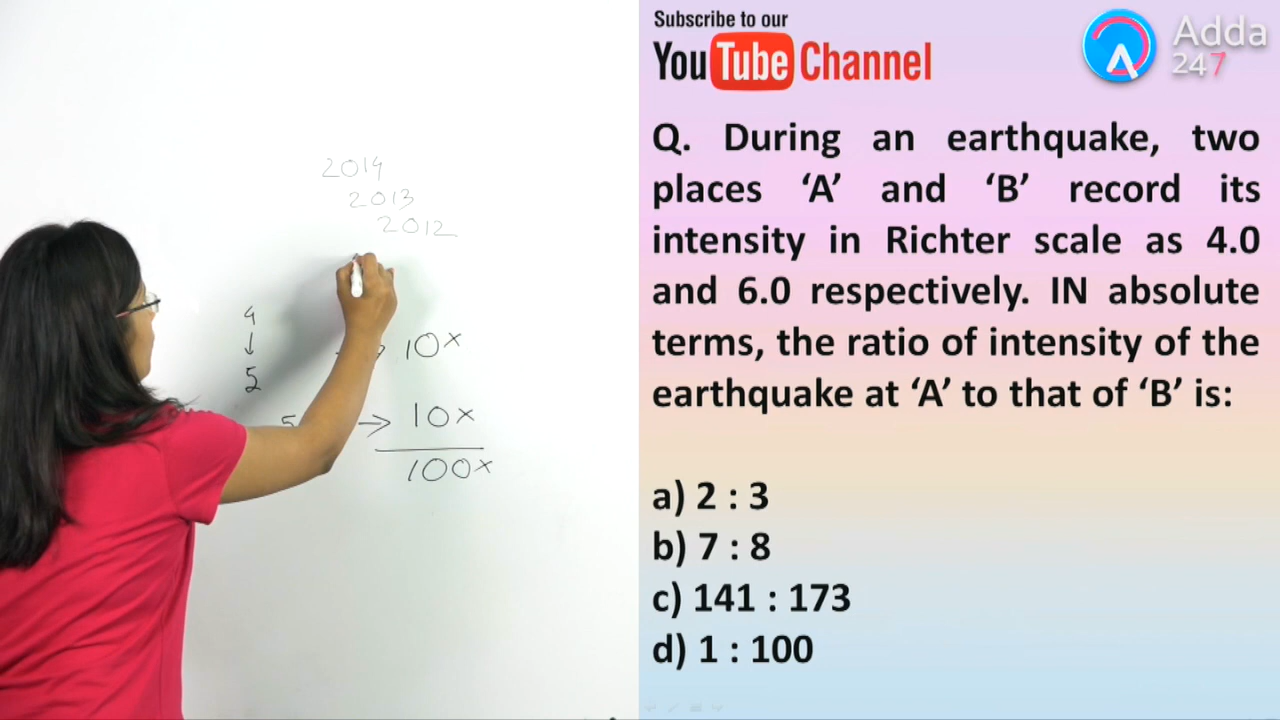 2014
2013
2012
4
↓
5
10x
5 → 10x
100x
Subscribe to our
YouTube Channel
Adda
247
Q. During an earthquake, two
places ‘A’ and ‘B’ record its
intensity in Richter scale as 4.0
and 6.0 respectively. IN absolute
terms, the ratio of intensity of the
earthquake at ‘A’ to that of ‘B’ is:
a) 2 : 3
b) 7 : 8
c) 141 : 173
d) 1 : 100